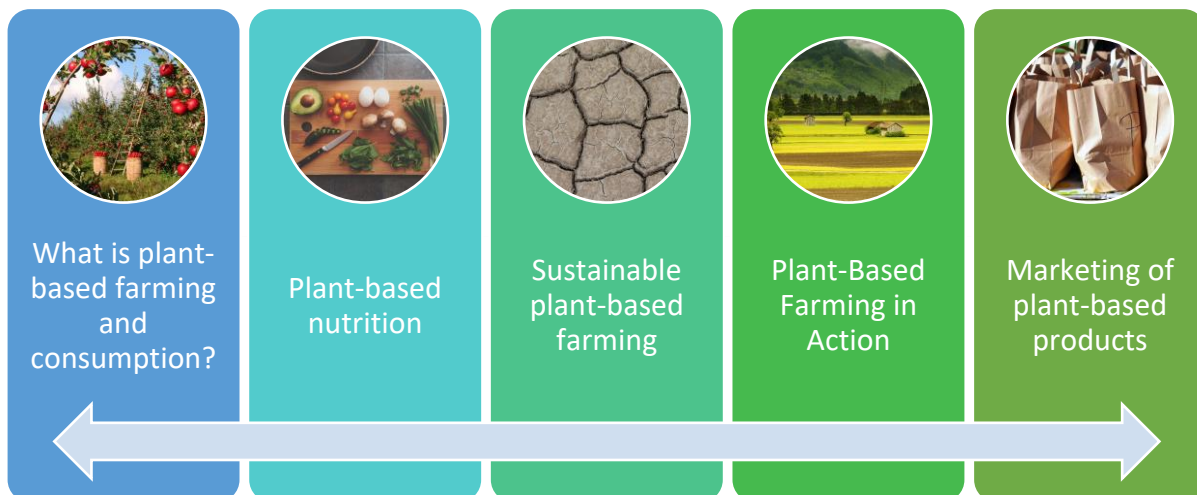 What is plant-
based farming
and
consumption?
Plant-based
nutrition
Sustainable
plant-based
farming
Plant-Based
Farming in
Action
Marketing of
plant-based
products